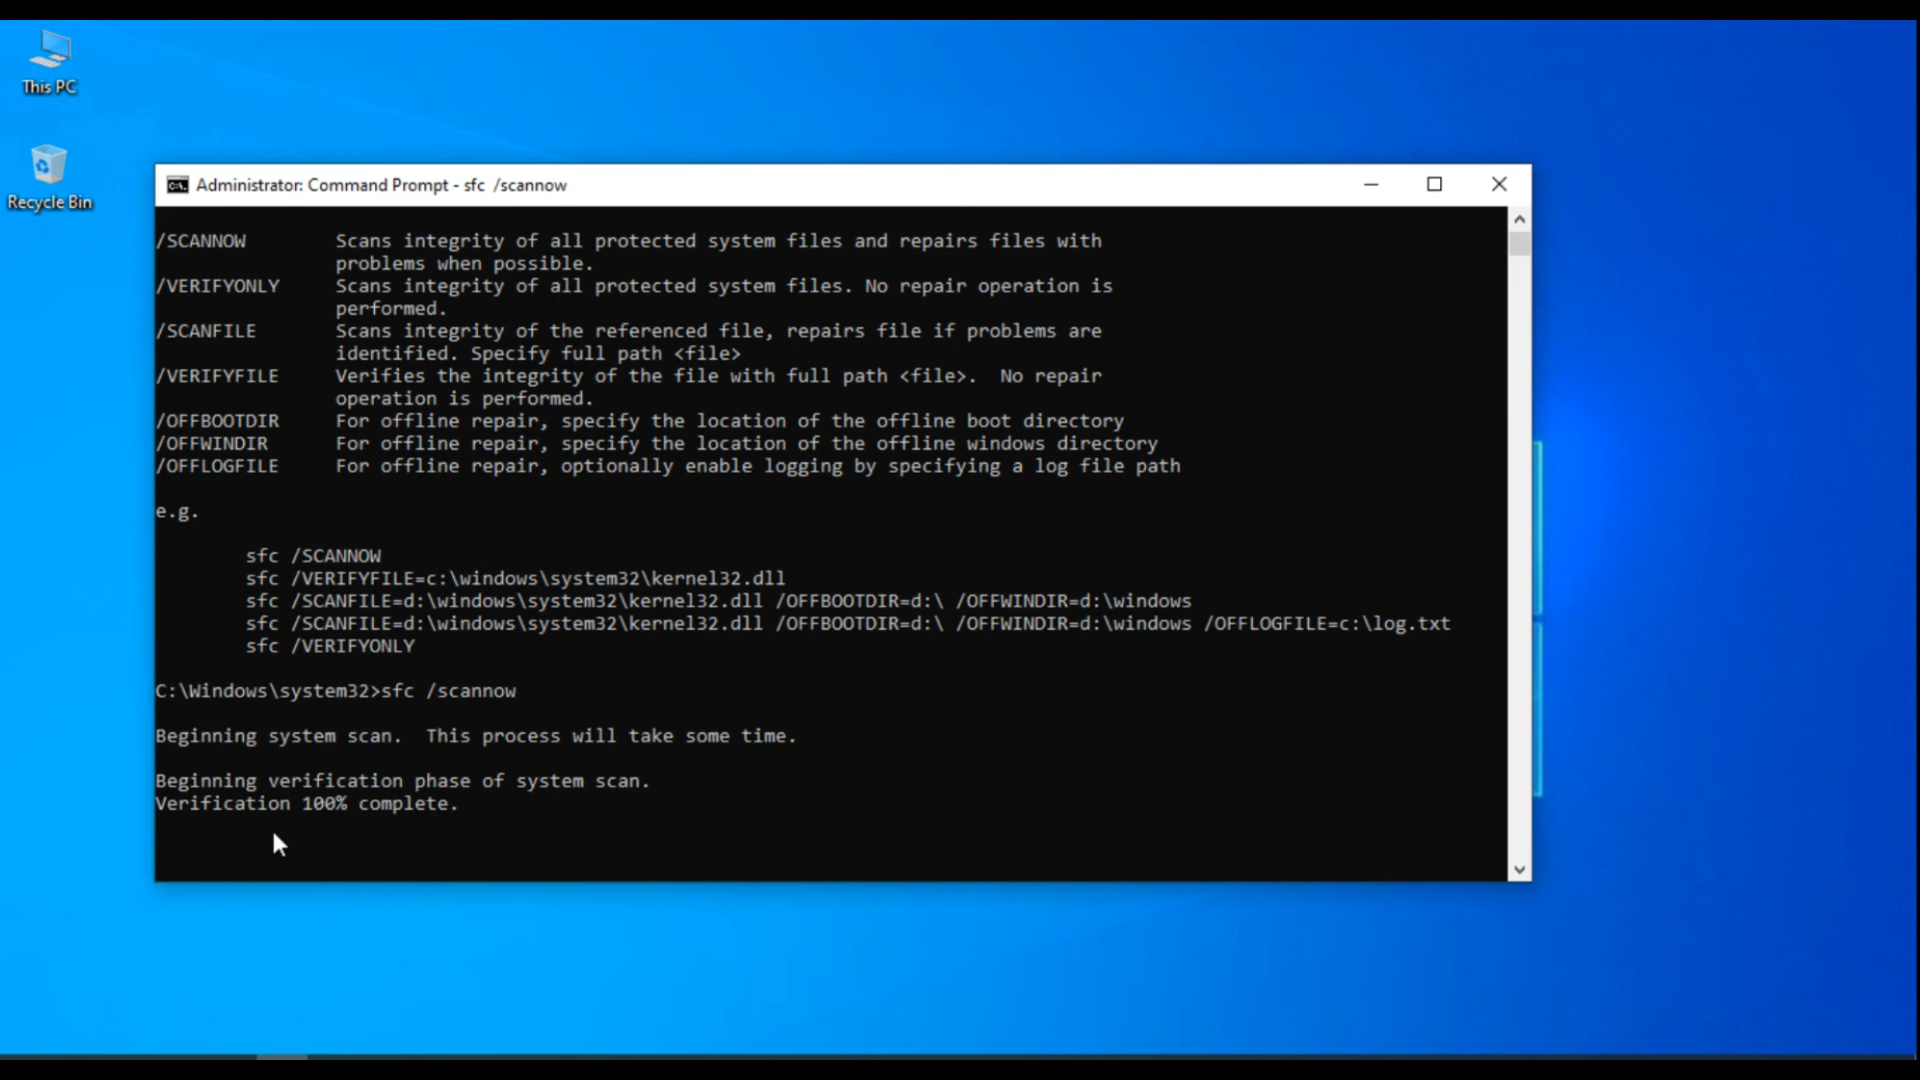 This PC
Recycle Bin
Administrator: Command Prompt - sfc  /scannow
/SCANNOW        Scans integrity of all protected system files and repairs files with
                problems when possible.
/VERIFYONLY     Scans integrity of all protected system files. No repair operation is
                performed.
/SCANFILE       Scans integrity of the referenced file, repairs file if problems are
                identified. Specify full path <file>
/VERIFYFILE     Verifies the integrity of the file with full path <file>.  No repair
                operation is performed.
/OFFBOOTDIR     For offline repair, specify the location of the offline boot directory
/OFFWINDIR      For offline repair, specify the location of the offline windows directory
/OFFLOGFILE     For offline repair, optionally enable logging by specifying a log file path
e.g.
        sfc /SCANNOW
        sfc /VERIFYFILE=c:\windows\system32\kernel32.dll
        sfc /SCANFILE=d:\windows\system32\kernel32.dll /OFFBOOTDIR=d:\ /OFFWINDIR=d:\windows
        sfc /SCANFILE=d:\windows\system32\kernel32.dll /OFFBOOTDIR=d:\ /OFFWINDIR=d:\windows /OFFLOGFILE=c:\log.txt
        sfc /VERIFYONLY
C:\Windows\system32>sfc /scannow
Beginning system scan.  This process will take some time.
Beginning verification phase of system scan.
Verification 100% complete.